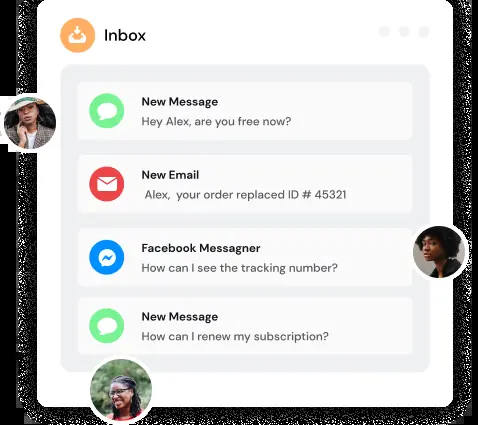 Inbox
New Message
Hey Alex, are you free now?
New Email
Alex, your order replaced ID # 45321
Facebook Messagner
How can I see the tracking number?
New Message
How can I renew my subscription?